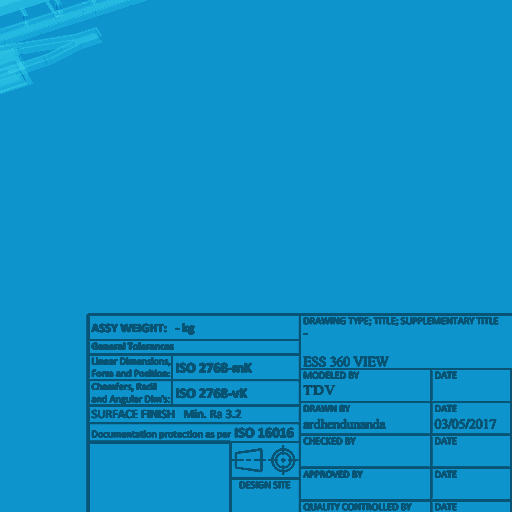 ASSY WEIGHT: - kg
General Tolerances
Linear Dimensions, Form and Position: ISO 2768-mK
Chamfers, Radii and Angular Dim's: ISO 2768-vK
SURFACE FINISH Min. Ra 3.2
Documentation protection as per ISO 16016
DESIGN SITE
DRAWING TYPE; TITLE; SUPPLEMENTARY TITLE
-
ESS 360 VIEW
MODELED BY DATE
TDV
DRAWN BY DATE
ardhendunanda 03/05/2017
CHECKED BY DATE
APPROVED BY DATE
QUALITY CONTROLLED BY DATE